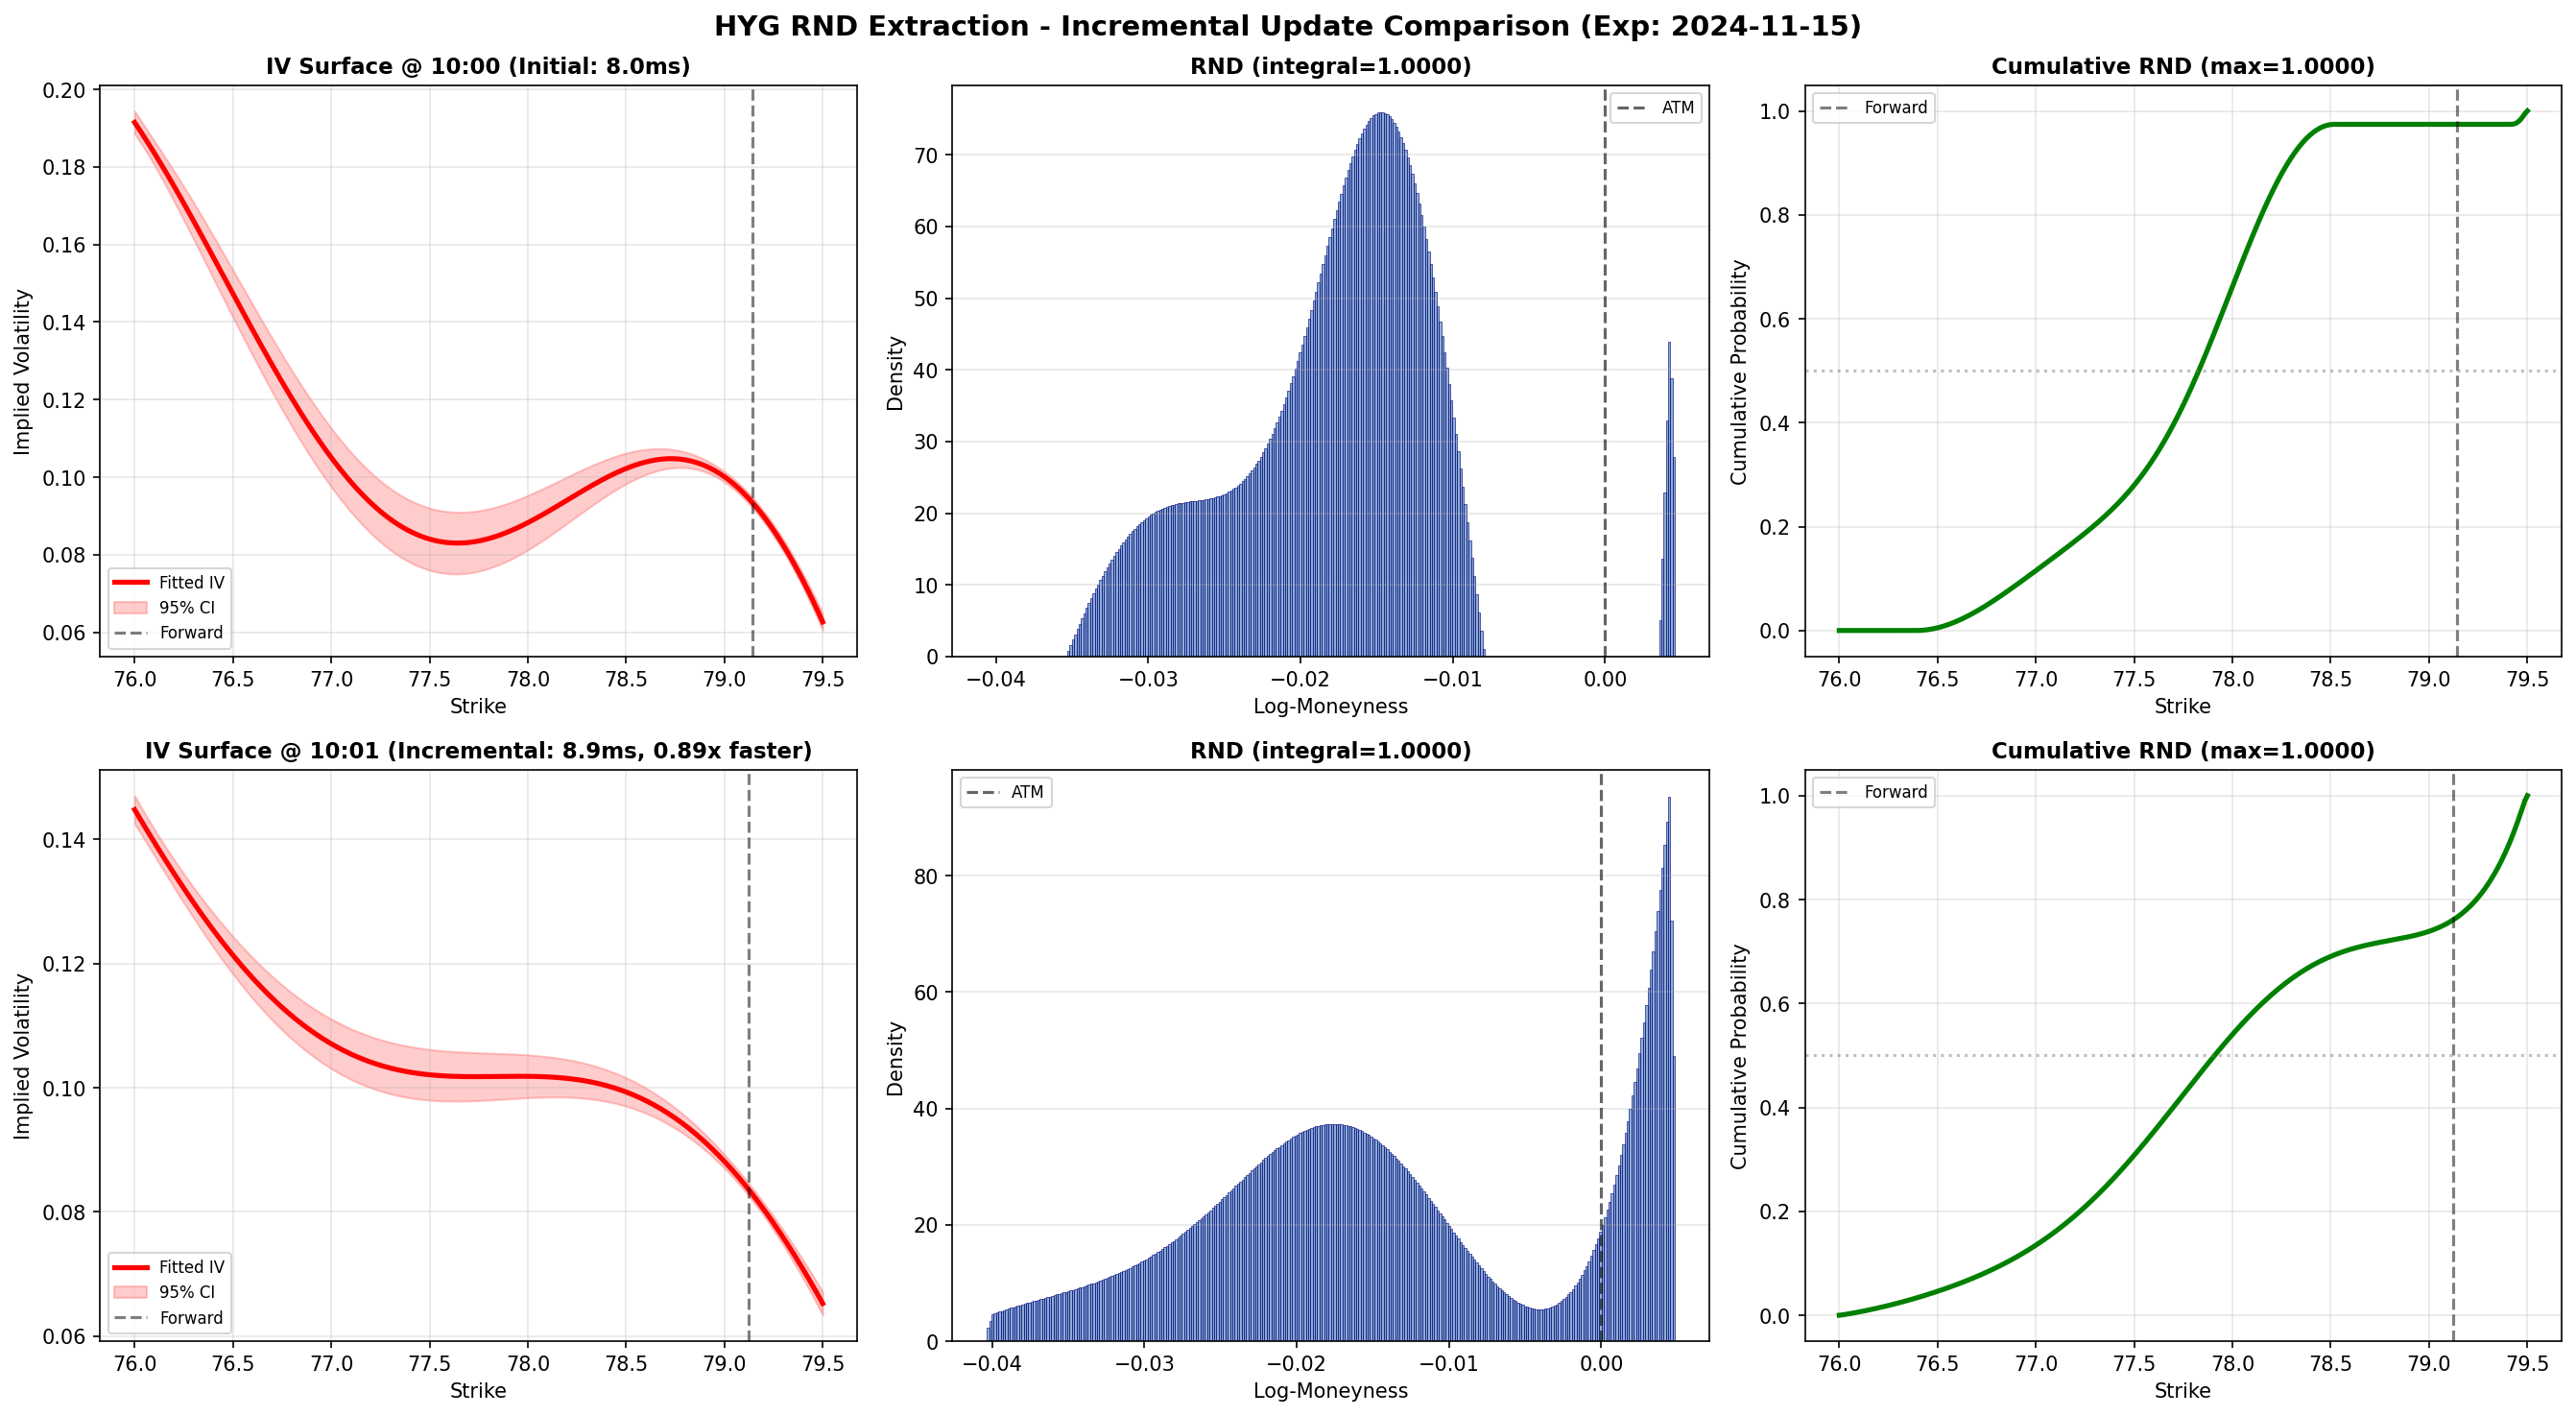 HYG RND Extraction - Incremental Update Comparison (Exp: 2024-11-15)
IV Surface @ 10:00 (Initial: 8.0ms)
Implied Volatility
0.20
0.18
0.16
0.14
0.12
0.10
0.08
0.06
Fitted IV
95% CI
Forward
76.0 76.5 77.0 77.5 78.0 78.5 79.0 79.5
Strike
RND (integral=1.0000)
Density
70
60
50
40
30
20
10
0
ATM
−0.04 −0.03 −0.02 −0.01 0.00
Log-Moneyness
Cumulative RND (max=1.0000)
Cumulative Probability
1.0
0.8
0.6
0.4
0.2
0.0
Forward
76.0 76.5 77.0 77.5 78.0 78.5 79.0 79.5
Strike
IV Surface @ 10:01 (Incremental: 8.9ms, 0.89x faster)
Implied Volatility
0.14
0.12
0.10
0.08
0.06
Fitted IV
95% CI
Forward
76.0 76.5 77.0 77.5 78.0 78.5 79.0 79.5
Strike
RND (integral=1.0000)
Density
80
60
40
20
0
ATM
−0.04 −0.03 −0.02 −0.01 0.00
Log-Moneyness
Cumulative RND (max=1.0000)
Cumulative Probability
1.0
0.8
0.6
0.4
0.2
0.0
Forward
76.0 76.5 77.0 77.5 78.0 78.5 79.0 79.5
Strike